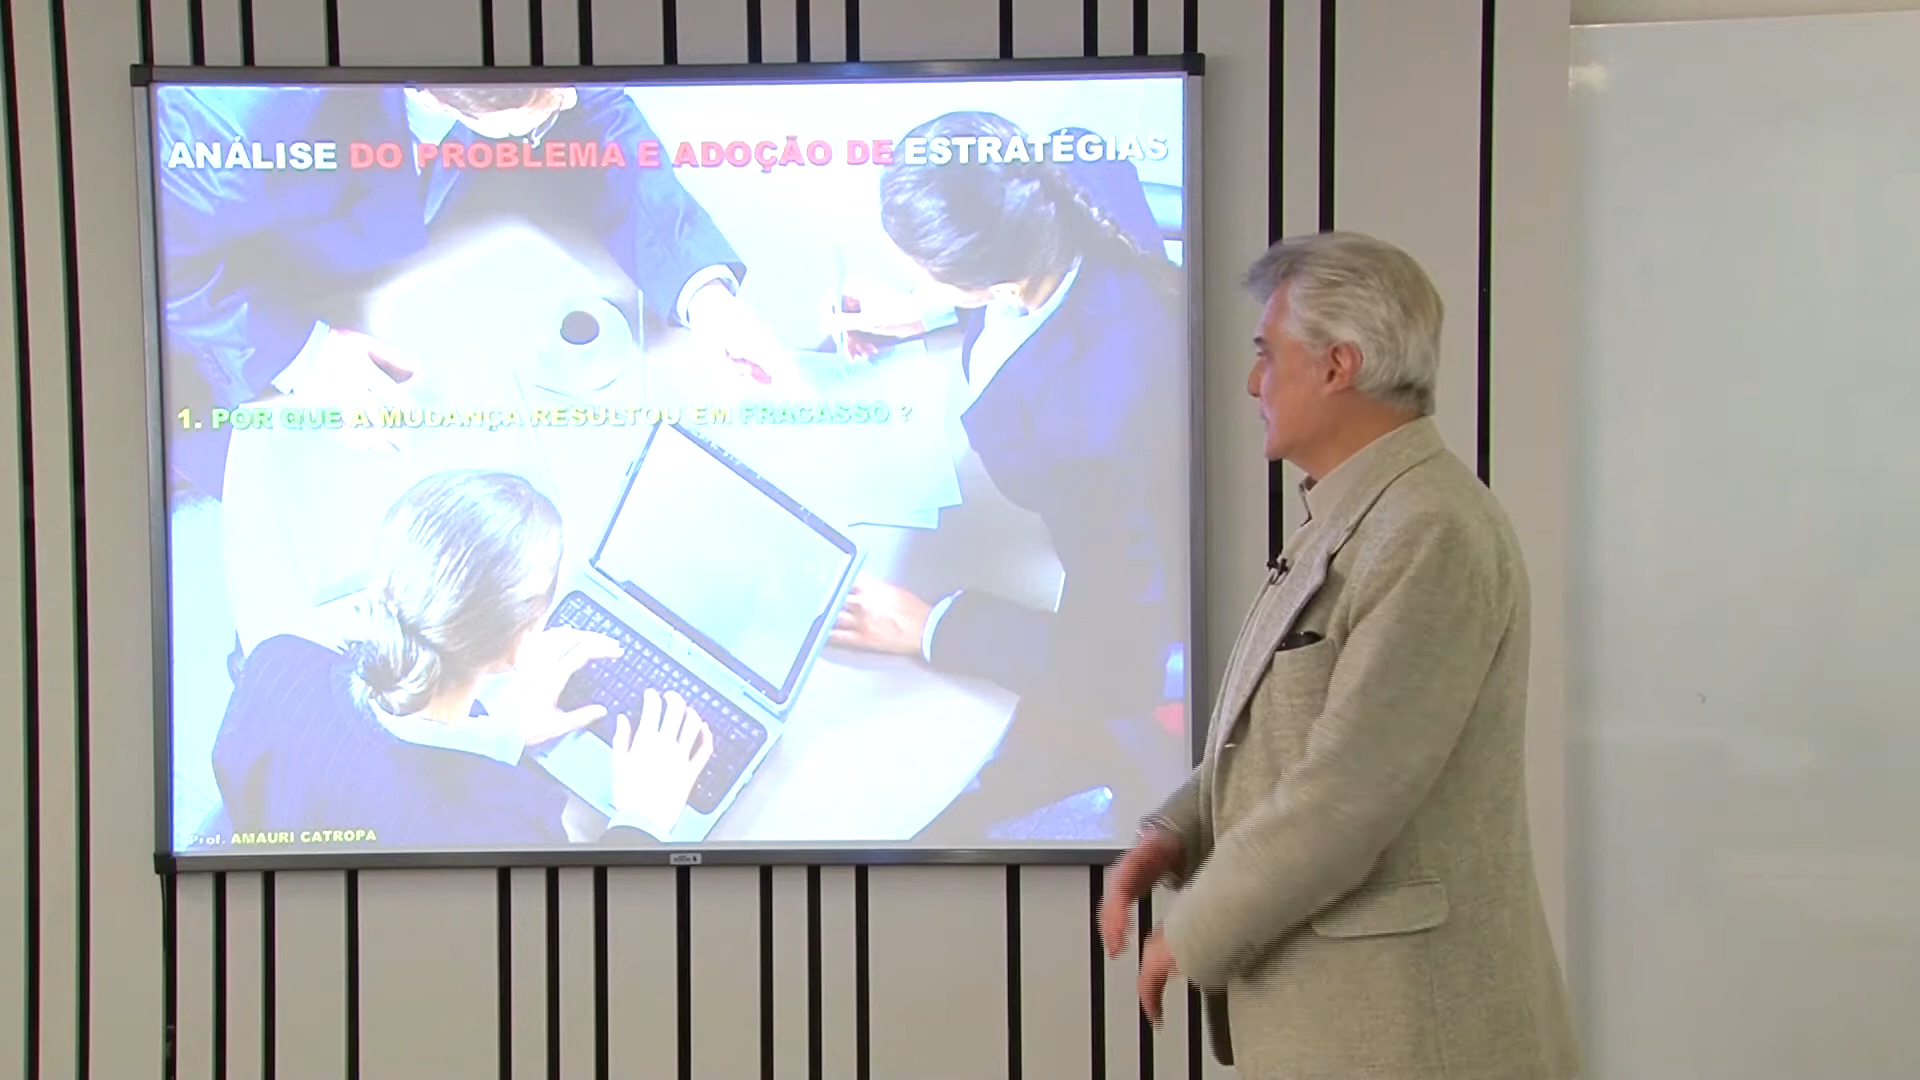 ANÁLISE DO PROBLEMA E ADOÇÃO DE ESTRATÉGIAS
1. POR QUE A MUDANÇA RESULTOU EM FRACASSO ?
Prof. AMAURI CATROPA